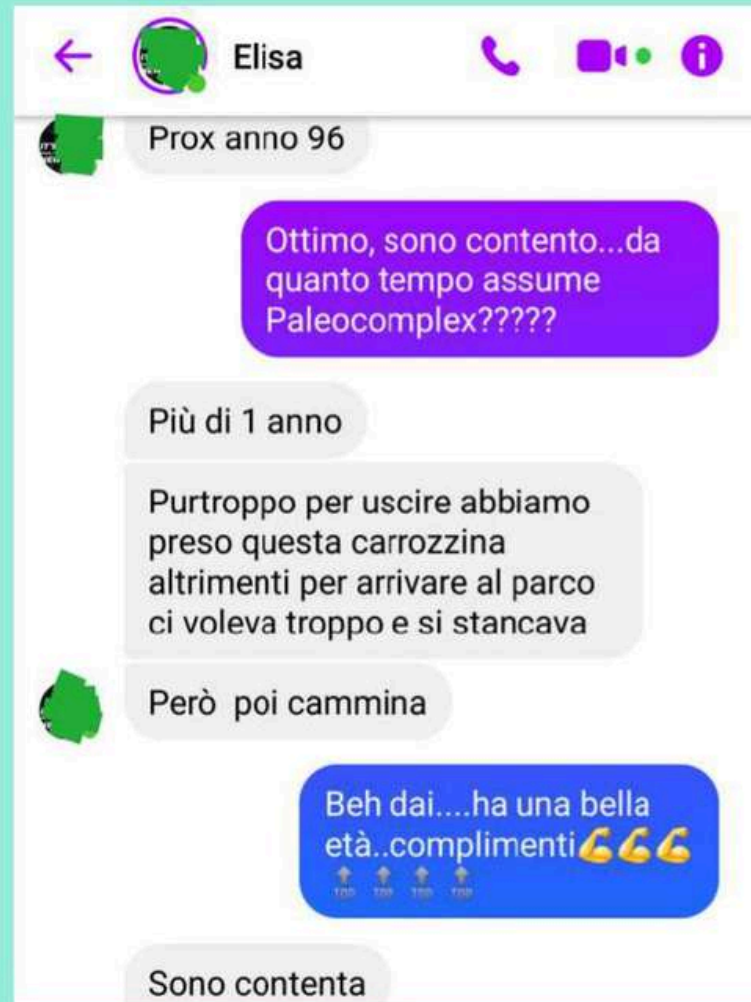 Elisa
Prox anno 96
Ottimo, sono contento...da
quanto tempo assume
Paleocomplex?????
Più di 1 anno
Purtroppo per uscire abbiamo
preso questa carrozzina
altrimenti per arrivare al parco
ci voleva troppo e si stancava
Però poi cammina
Beh dai....ha una bella
età..complimenti💪💪💪
🔝🔝🔝🔝
Sono contenta